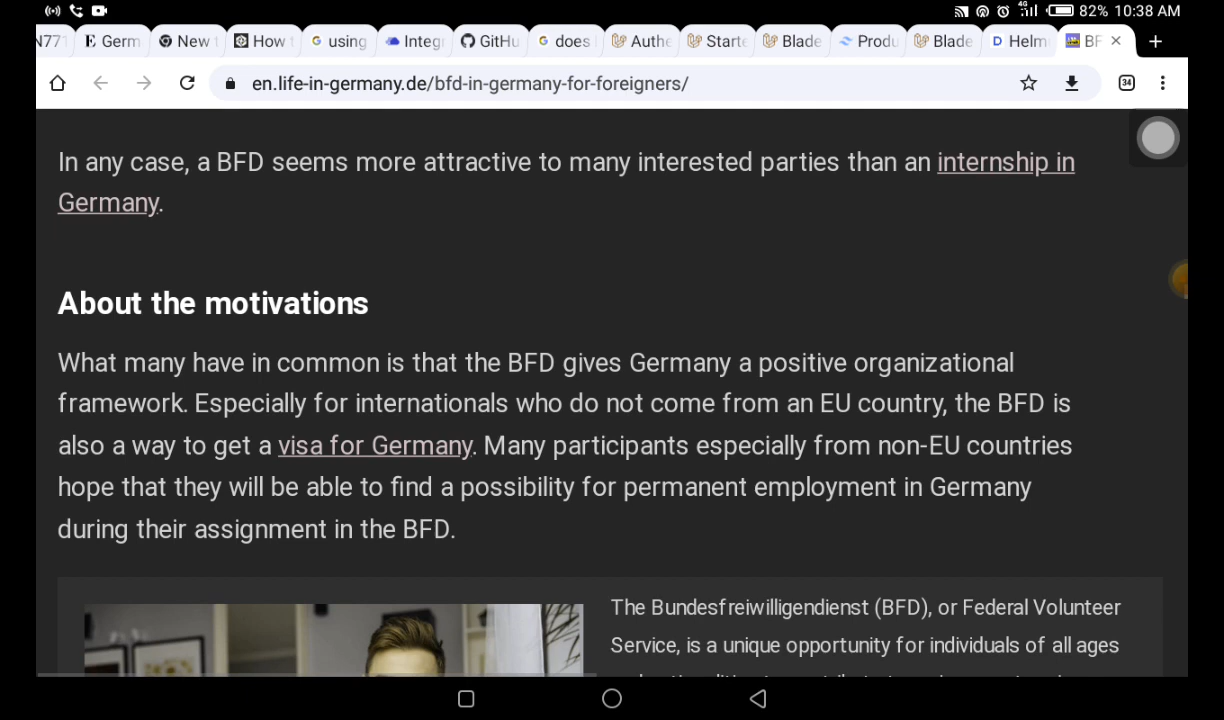 4G 82% 10:38 AM
N771 Germ New t How t using Integr GitHu does Authe Starte Blade Produ Blade Helm BF
en.life-in-germany.de/bfd-in-germany-for-foreigners/ 34
In any case, a BFD seems more attractive to many interested parties than an internship in
Germany.
About the motivations
What many have in common is that the BFD gives Germany a positive organizational
framework. Especially for internationals who do not come from an EU country, the BFD is
also a way to get a visa for Germany. Many participants especially from non-EU countries
hope that they will be able to find a possibility for permanent employment in Germany
during their assignment in the BFD.
The Bundesfreiwilligendienst (BFD), or Federal Volunteer
Service, is a unique opportunity for individuals of all ages